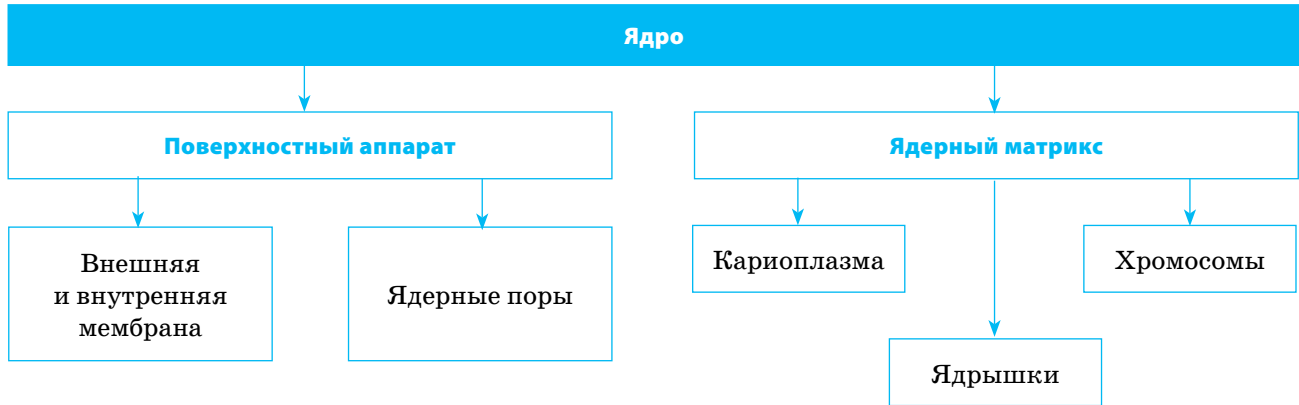 Ядро
Поверхностный аппарат
Ядерный матрикс
Внешняя
и внутренняя
мембрана
Ядерные поры
Кариоплазма
Хромосомы
Ядрышки